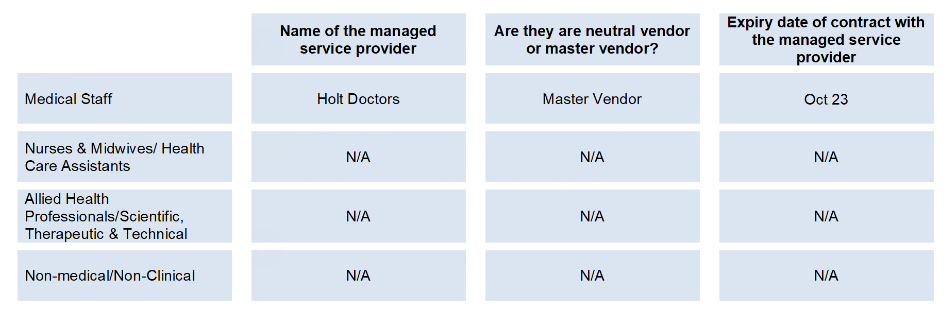 Name of the managed
service provider
Are they are neutral vendor
or master vendor?
Expiry date of contract with
the managed service
provider
Medical Staff
Holt Doctors
Master Vendor
Oct 23
Nurses & Midwives/ Health
Care Assistants
N/A
N/A
N/A
Allied Health
Professionals/Scientific,
Therapeutic & Technical
N/A
N/A
N/A
Non-medical/Non-Clinical
N/A
N/A
N/A